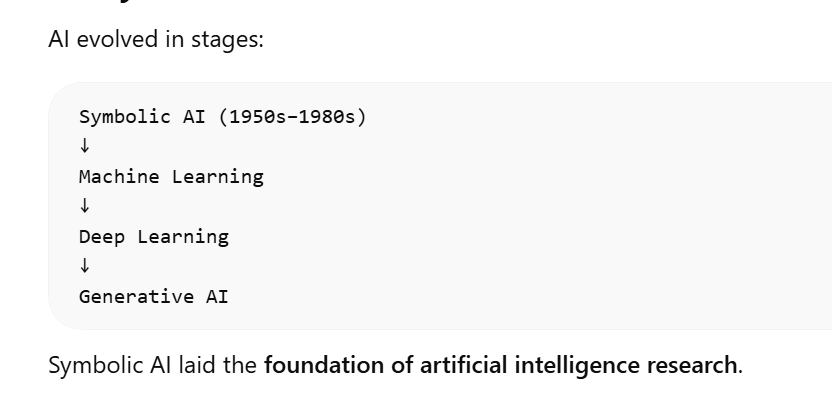 AI evolved in stages:
Symbolic AI (1950s–1980s)
↓
Machine Learning
↓
Deep Learning
↓
Generative AI
Symbolic AI laid the foundation of artificial intelligence research.